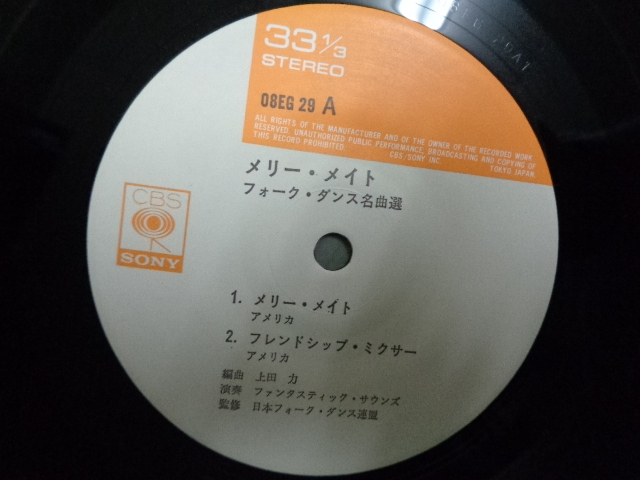 33 1/3
STEREO
08EG 29 A
ALL RIGHTS OF THE MANUFACTURER AND OF THE OWNER OF THE RECORDED WORK
RESERVED. UNAUTHORIZED PUBLIC PERFORMANCE, BROADCASTING AND COPYING OF
THIS RECORD PROHIBITED. CBS/SONY INC. TOKYO JAPAN
メリー・メイト
フォーク・ダンス名曲選
CBS
SONY
1. メリー・メイト
アメリカ
2. フレンドシップ・ミクサー
アメリカ
編曲 上田 力
演奏 ファンタスティック・サウンズ
監修 日本フォーク・ダンス連盟